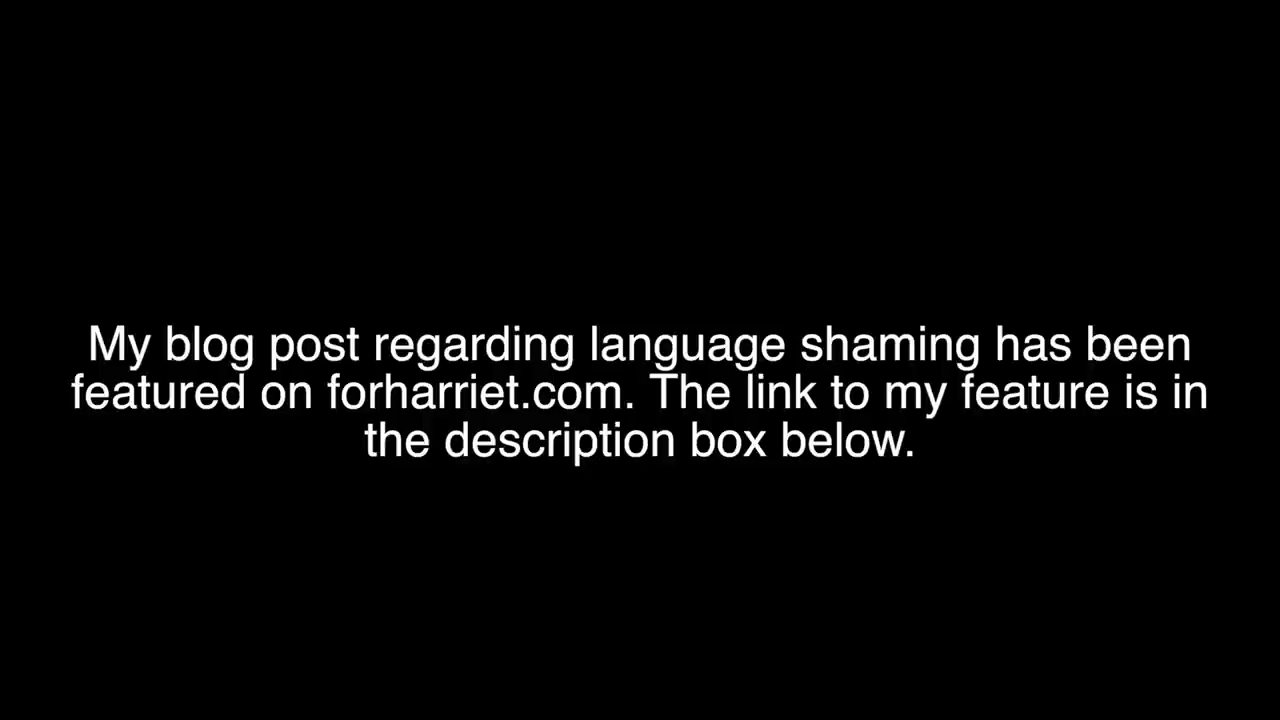 My blog post regarding language shaming has been
featured on forharriet.com. The link to my feature is in
the description box below.